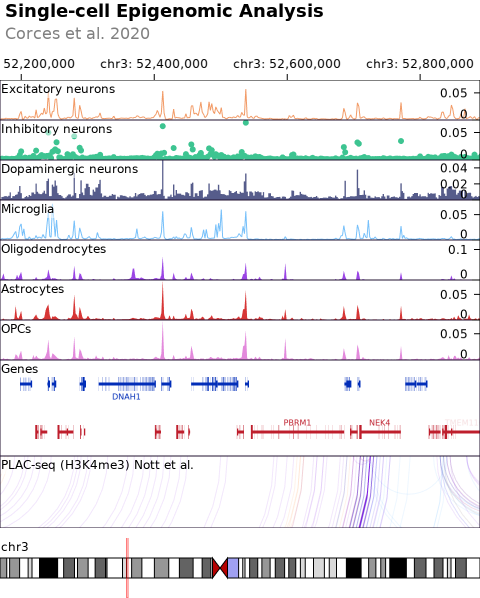 Single-cell Epigenomic Analysis
Corces et al. 2020
52,200,000 chr3: 52,400,000 chr3: 52,600,000 chr3: 52,800,000
Excitatory neurons 0.05
0
Inhibitory neurons 0.05
0
Dopaminergic neurons 0.04
0.02
0
Microglia 0.05
0
Oligodendrocytes 0.1
0
Astrocytes 0.05
0
OPCs 0.05
0
Genes
DNAH1
PBRM1 NEK4
PLAC-seq (H3K4me3) Nott et al.
chr3